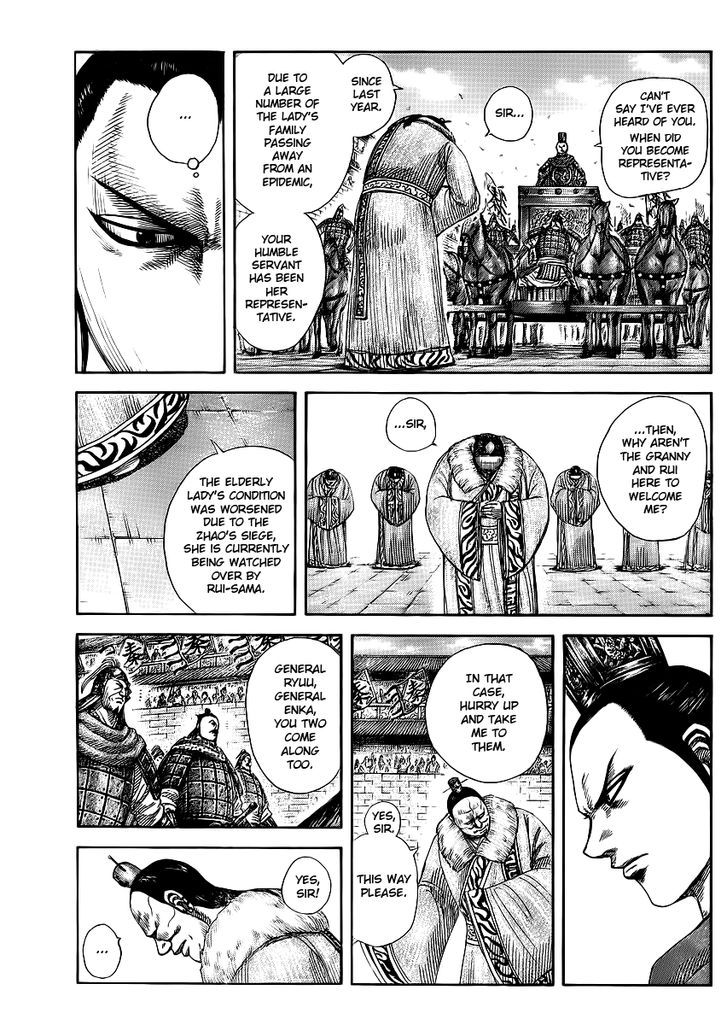 CAN'T
SAY I'VE EVER
HEARD OF YOU.
WHEN DID
YOU BECOME
REPRESENTA-
TIVE?
SIR...
SINCE
LAST
YEAR.
DUE TO
A LARGE
NUMBER OF
THE LADY'S
FAMILY
PASSING
AWAY
FROM AN
EPIDEMIC,
YOUR
HUMBLE
SERVANT
HAS BEEN
HER
REPRESEN-
TATIVE.
...
...THEN,
WHY AREN'T
THE GRANNY
AND RUI
HERE TO
WELCOME
ME?
...SIR,
THE ELDERLY
LADY'S CONDITION
WAS WORSENED
DUE TO THE
ZHAO'S SIEGE,
SHE IS CURRENTLY
BEING WATCHED
OVER BY
RUI-SAMA.
IN THAT
CASE,
HURRY UP
AND TAKE
ME TO
THEM.
YES,
SIR.
THIS WAY
PLEASE.
GENERAL
RYUU,
GENERAL
ENKA,
YOU TWO
COME
ALONG
TOO.
YES,
SIR!
...